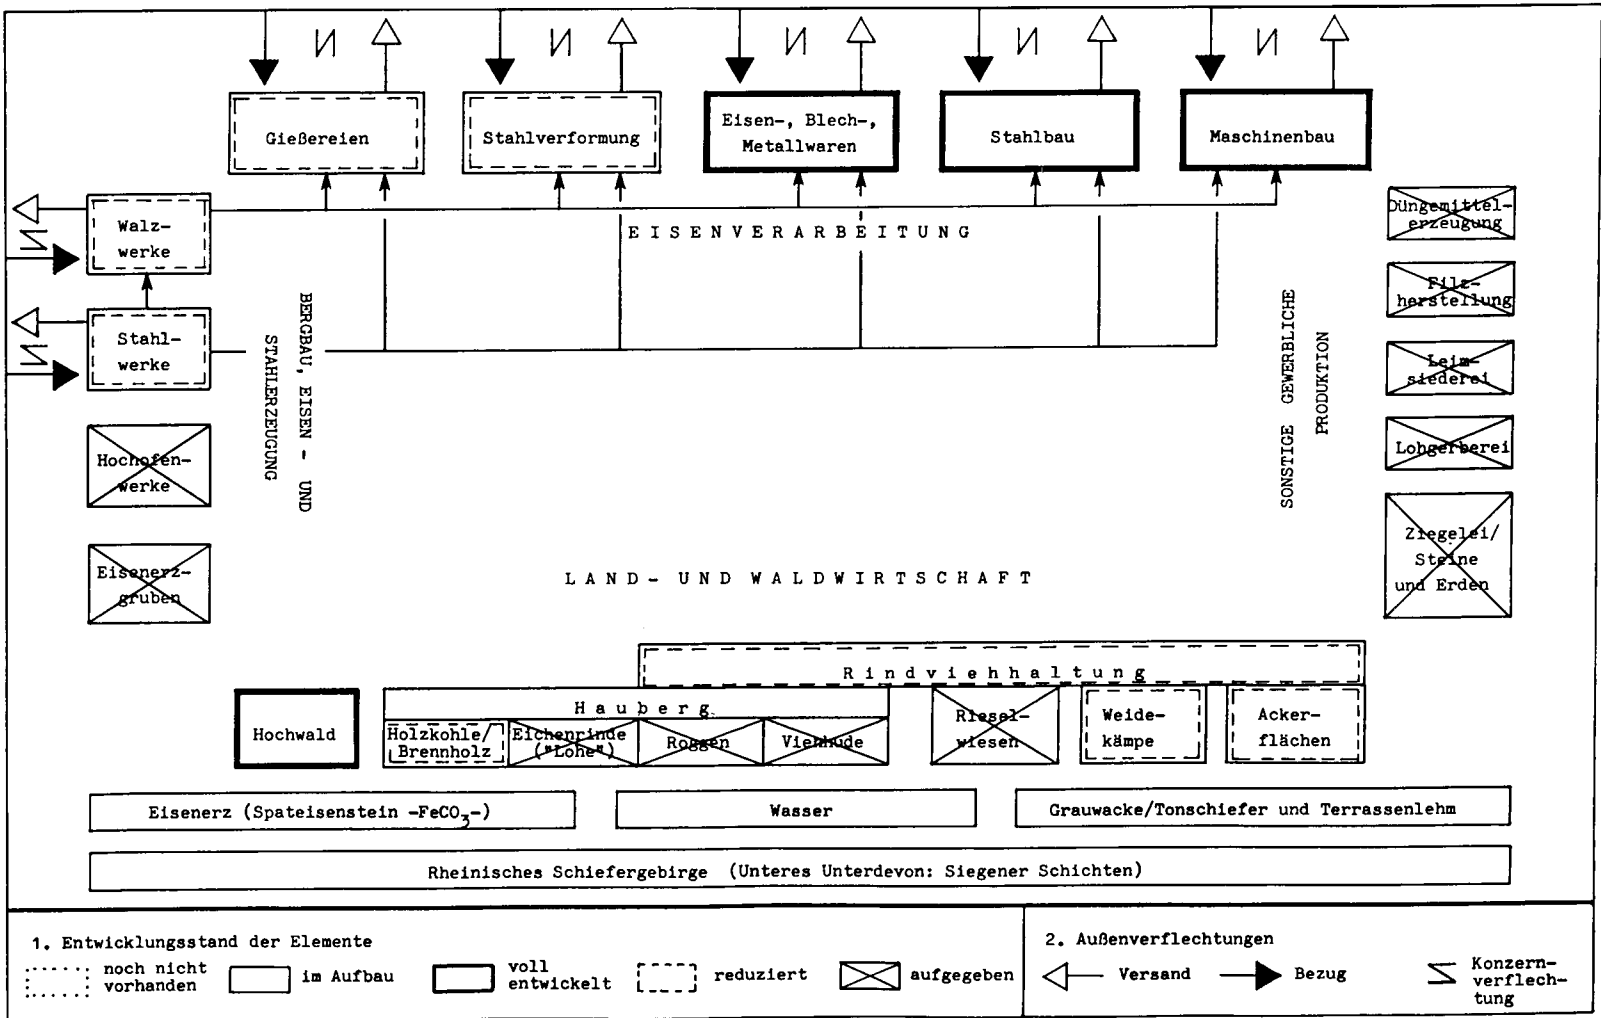 Gießereien
Stahlverformung
Eisen-, Blech-,
Metallwaren
Stahlbau
Maschinenbau
Walz-
werke
Stahl-
werke
Hochofen-
werke
Eisenerz-
gruben
EISENVERARBEITUNG
BERGBAU, EISEN - UND
STAHLERZEUGUNG
SONSTIGE GEWERBLICHE
PRODUKTION
Düngemittel-
erzeugung
Filz-
herstellung
Leim-
siederei
Lohgerberei
Ziegelei/
Steine
und Erden
LAND- UND WALDWIRTSCHAFT
Rindviehhaltung
Hauberg
Hochwald
Holzkohle/
Brennholz
Eichenrinde
("Lohe")
Roggen
Viehhude
Riesel-
wiesen
Weide-
kämpe
Acker-
flächen
Eisenerz (Spateisenstein -FeCO3-)
Wasser
Grauwacke/Tonschiefer und Terrassenlehm
Rheinisches Schiefergebirge (Unteres Unterdevon: Siegener Schichten)
1. Entwicklungsstand der Elemente
noch nicht
vorhanden
im Aufbau
voll
entwickelt
reduziert
aufgegeben
2. Außenverflechtungen
Versand
Bezug
Konzern-
verflech-
tung